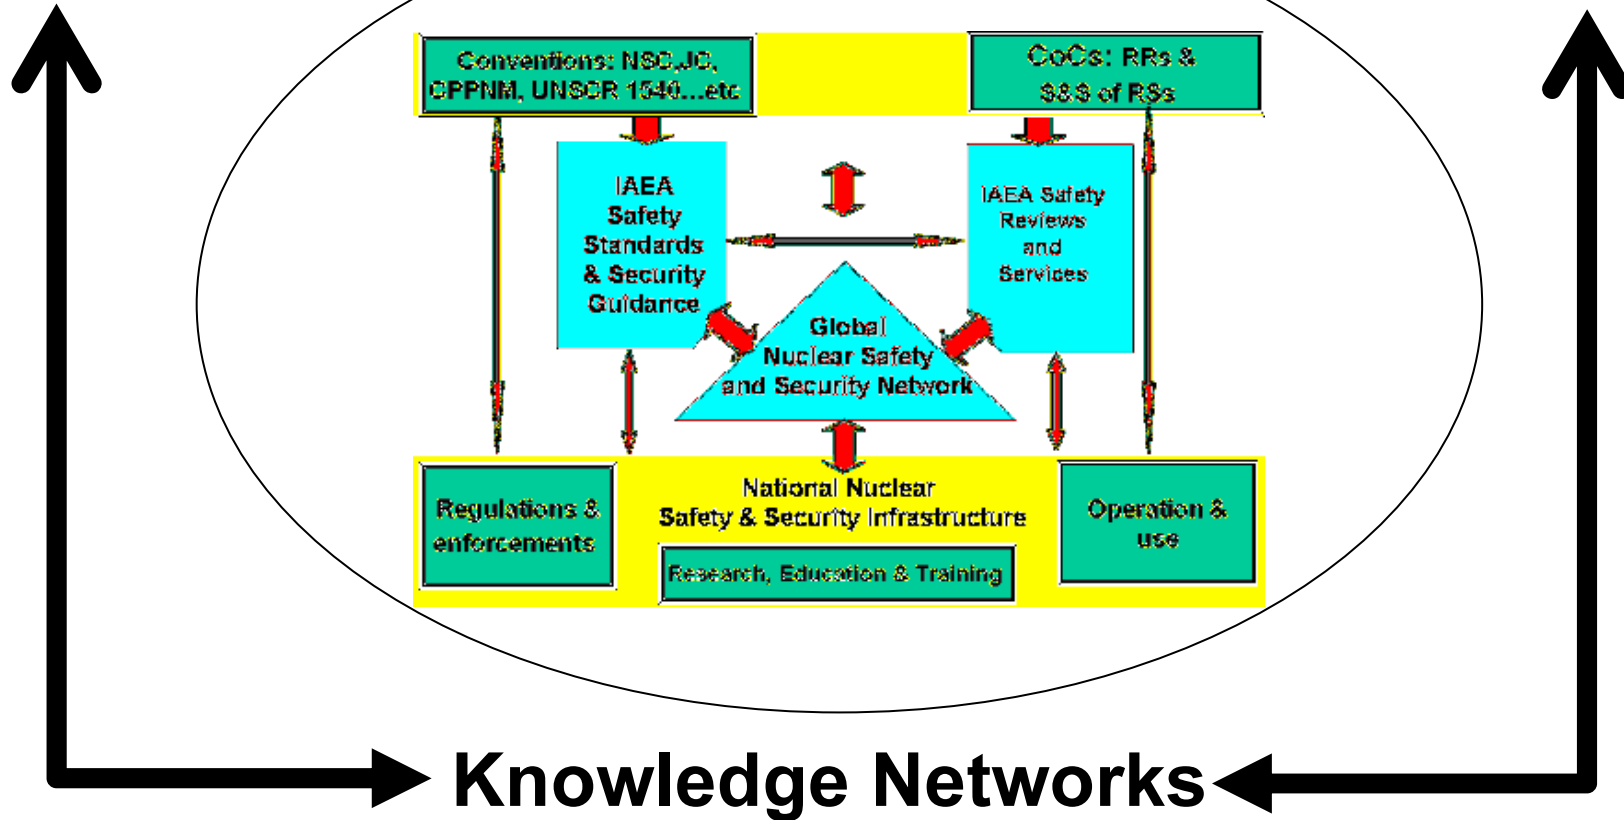 Conventions: NSC,JC,
CPPNM, UNSCR 1540...etc
CoCs: RRs &
S&S of RSs
IAEA
Safety
Standards
& Security
Guidance
IAEA Safety
Reviews
and
Services
Global
Nuclear Safety
and Security Network
National Nuclear
Safety & Security Infrastructure
Regulations &
enforcements
Operation &
use
Research, Education & Training
Knowledge Networks